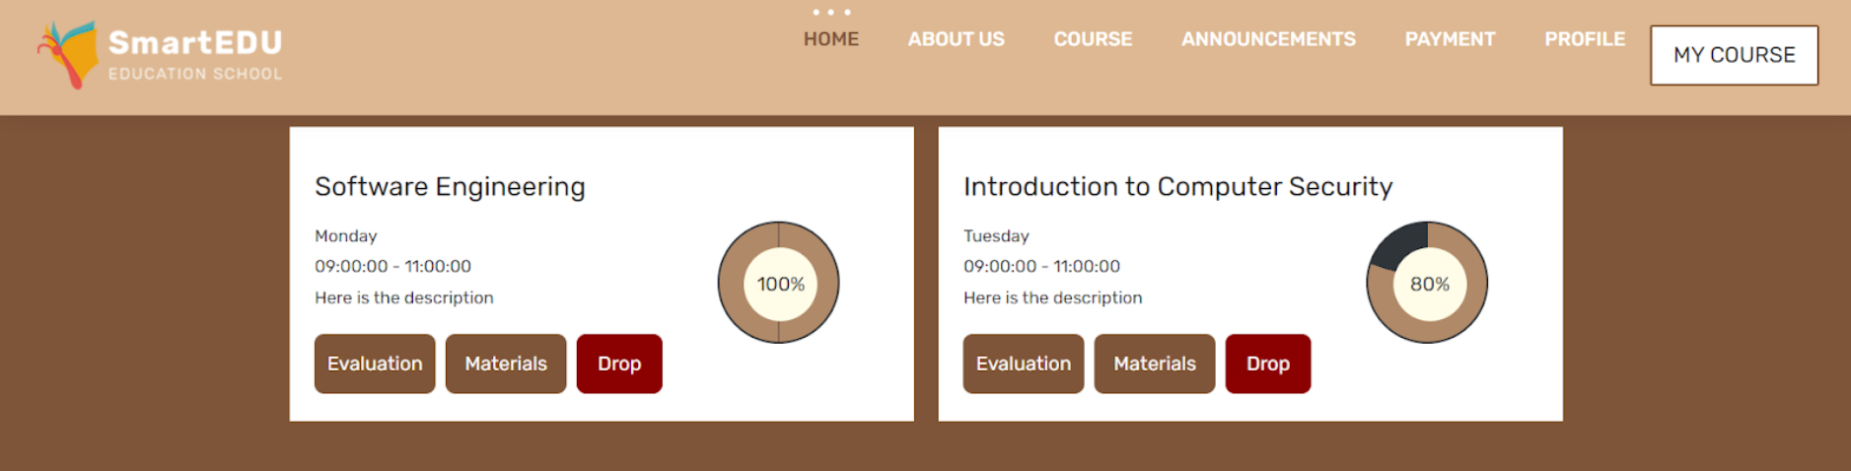 SmartEDU
EDUCATION SCHOOL
HOME ABOUT US COURSE ANNOUNCEMENTS PAYMENT PROFILE MY COURSE
Software Engineering
Monday
09:00:00 - 11:00:00
Here is the description
100%
Evaluation Materials Drop
Introduction to Computer Security
Tuesday
09:00:00 - 11:00:00
Here is the description
80%
Evaluation Materials Drop